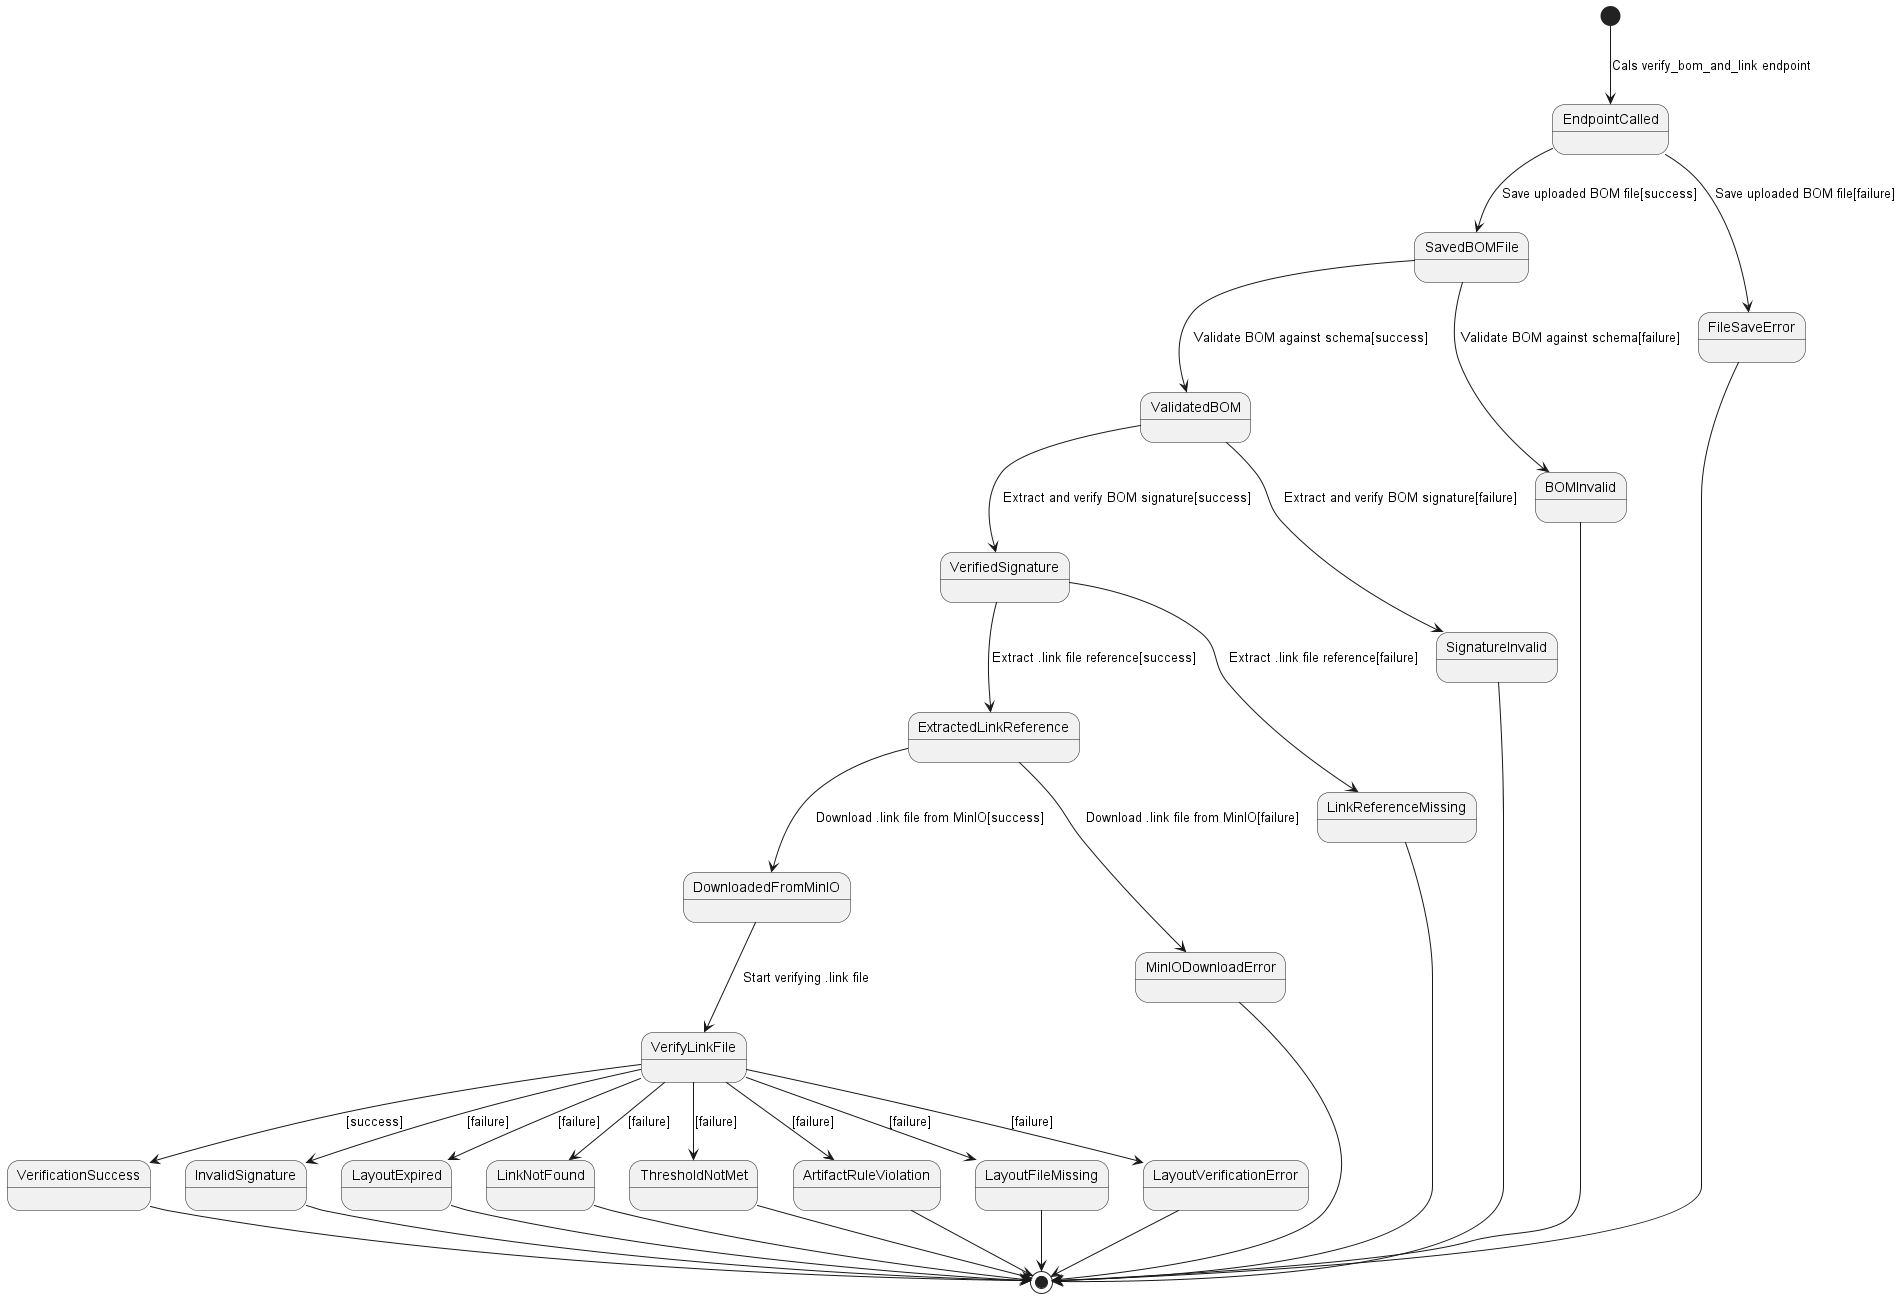 Cals verify_bom_and_link endpoint
EndpointCalled
Save uploaded BOM file[success]
Save uploaded BOM file[failure]
SavedBOMFile
FileSaveError
Validate BOM against schema[success]
Validate BOM against schema[failure]
ValidatedBOM
BOMInvalid
Extract and verify BOM signature[success]
Extract and verify BOM signature[failure]
VerifiedSignature
SignatureInvalid
Extract .link file reference[success]
Extract .link file reference[failure]
ExtractedLinkReference
LinkReferenceMissing
Download .link file from MinIO[success]
Download .link file from MinIO[failure]
DownloadedFromMinIO
MinIODownloadError
Start verifying .link file
VerifyLinkFile
[success]
[failure]
[failure]
[failure]
[failure]
[failure]
[failure]
[failure]
VerificationSuccess
InvalidSignature
LayoutExpired
LinkNotFound
ThresholdNotMet
ArtifactRuleViolation
LayoutFileMissing
LayoutVerificationError